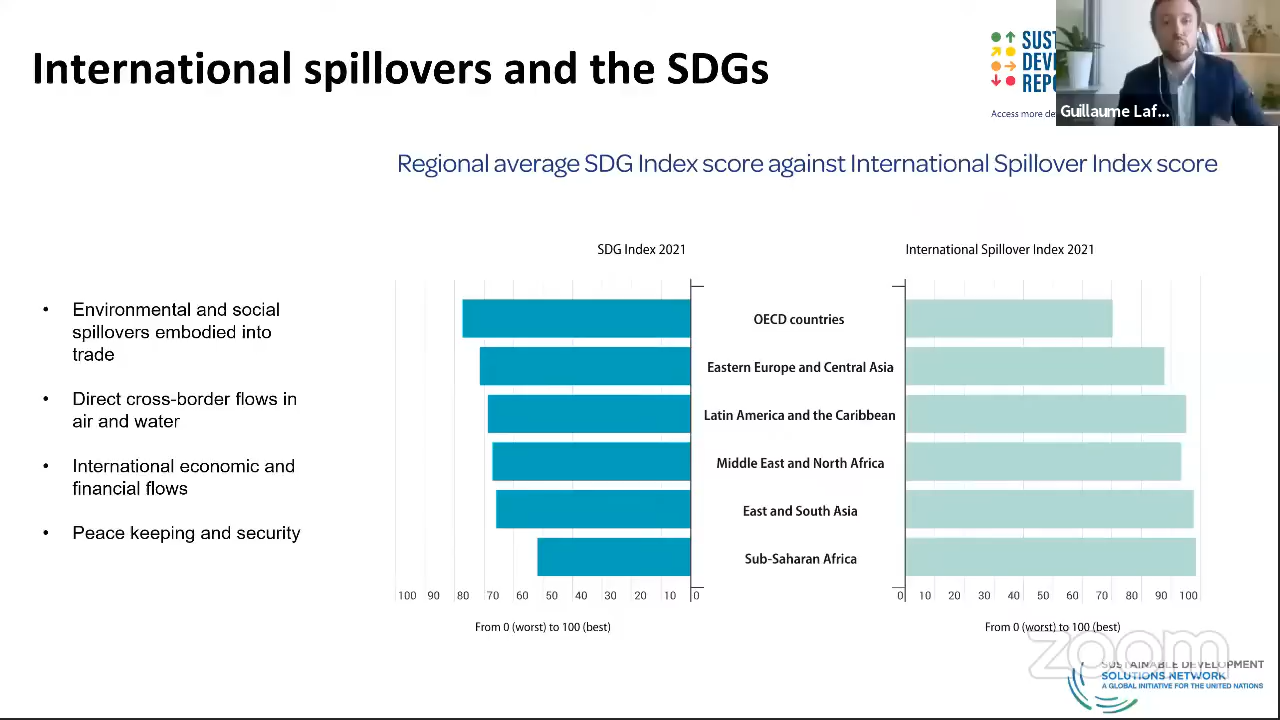 International spillovers and the SDGs
SUST
DEVE
REPO
Access more de
Guillaume Laf...
Regional average SDG Index score against International Spillover Index score
SDG Index 2021
International Spillover Index 2021
• Environmental and social
spillovers embodied into
trade
• Direct cross-border flows in
air and water
• International economic and
financial flows
• Peace keeping and security
OECD countries
Eastern Europe and Central Asia
Latin America and the Caribbean
Middle East and North Africa
East and South Asia
Sub-Saharan Africa
100 90 80 70 60 50 40 30 20 10 0
0 10 20 30 40 50 60 70 80 90 100
From 0 (worst) to 100 (best)
From 0 (worst) to 100 (best)
zoom
SUSTAINABLE DEVELOPMENT
SOLUTIONS NETWORK
A GLOBAL INITIATIVE FOR THE UNITED NATIONS